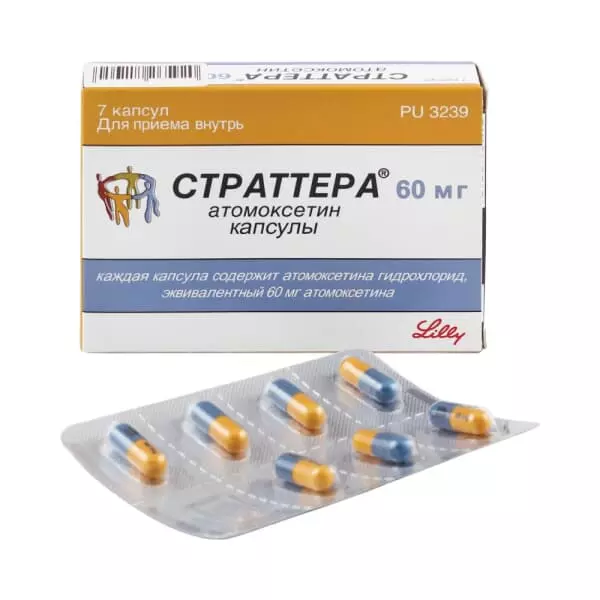 СТРАТТЕРА® 60
атомоксетин
7 капсул
Для приема внутрь
PU 3239
СТРАТТЕРА® 60 мг
атомоксетин
капсулы
каждая капсула содержит атомоксетина гидрохлорид,
эквивалентный 60 мг атомоксетина
Lilly